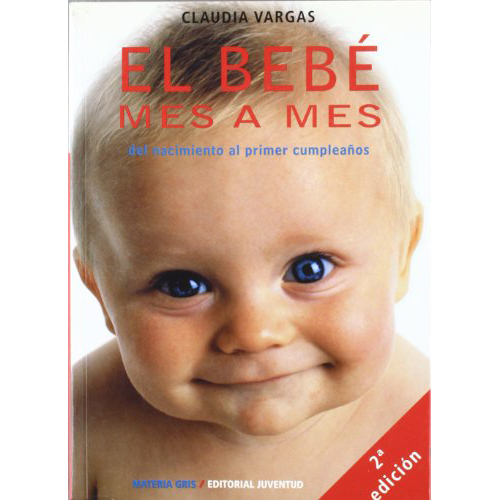 CLAUDIA VARGAS
EL BEBÉ
MES A MES
del nacimiento al primer cumpleaños
2ª
edición
MATERIA GRIS / EDITORIAL JUVENTUD